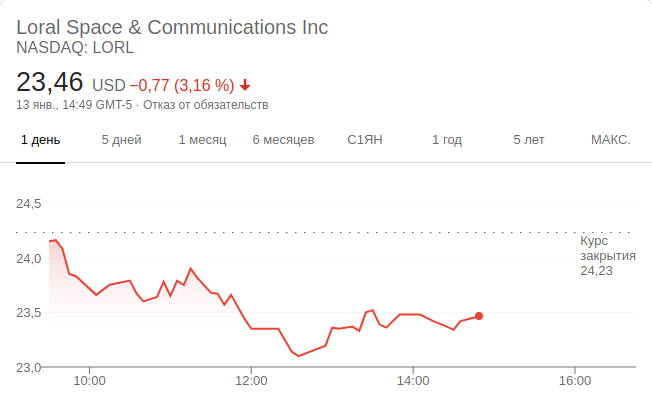 Loral Space & Communications Inc
NASDAQ: LORL
23,46 USD −0,77 (3,16 %) ↓
13 янв., 14:49 GMT-5 · Отказ от обязательств
1 день 5 дней 1 месяц 6 месяцев С1ЯН 1 год 5 лет МАКС.
24,5
Курс
закрытия
24,23
24,0
23,5
23,0
10:00 12:00 14:00 16:00